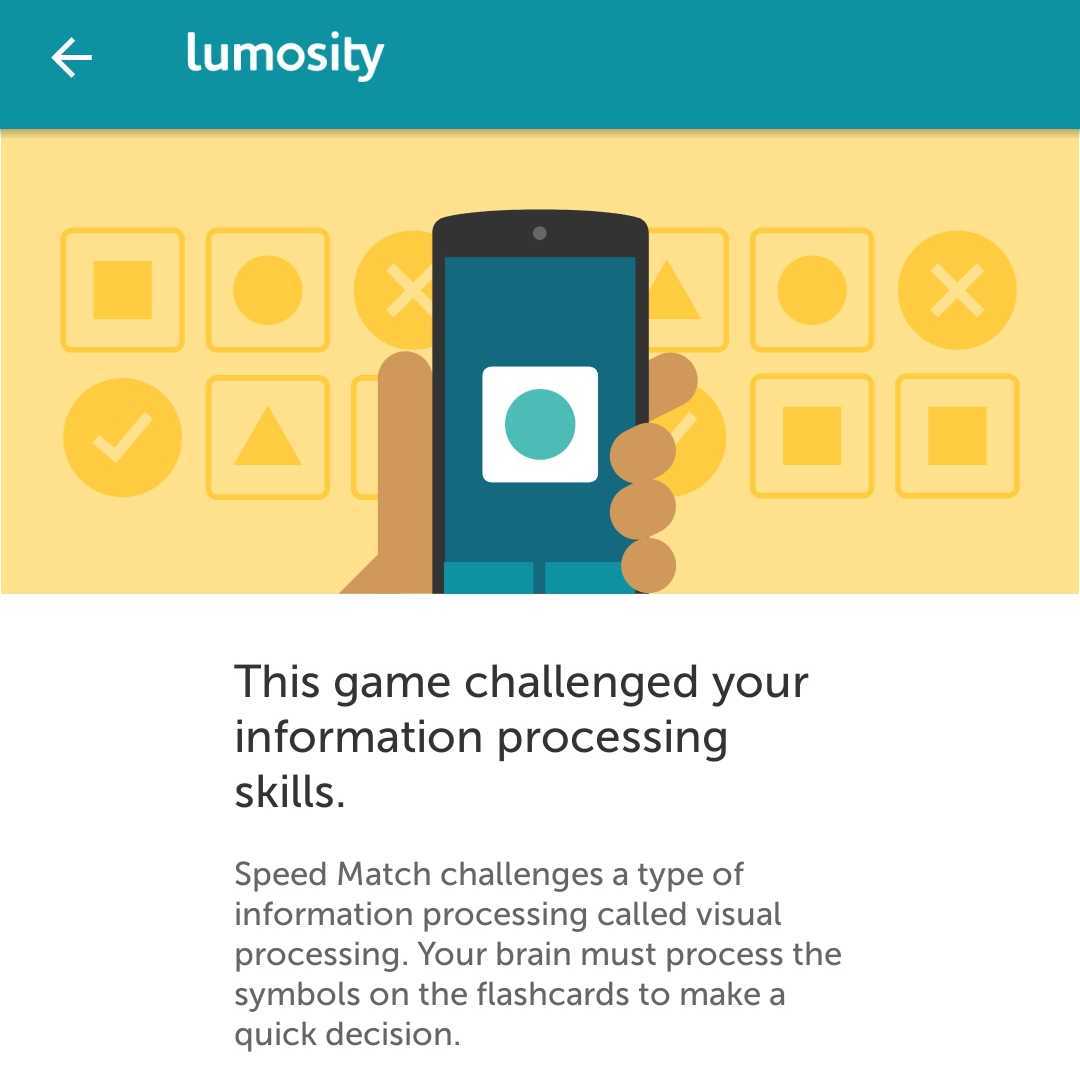 lumosity
This game challenged your
information processing
skills.
Speed Match challenges a type of
information processing called visual
processing. Your brain must process the
symbols on the flashcards to make a
quick decision.